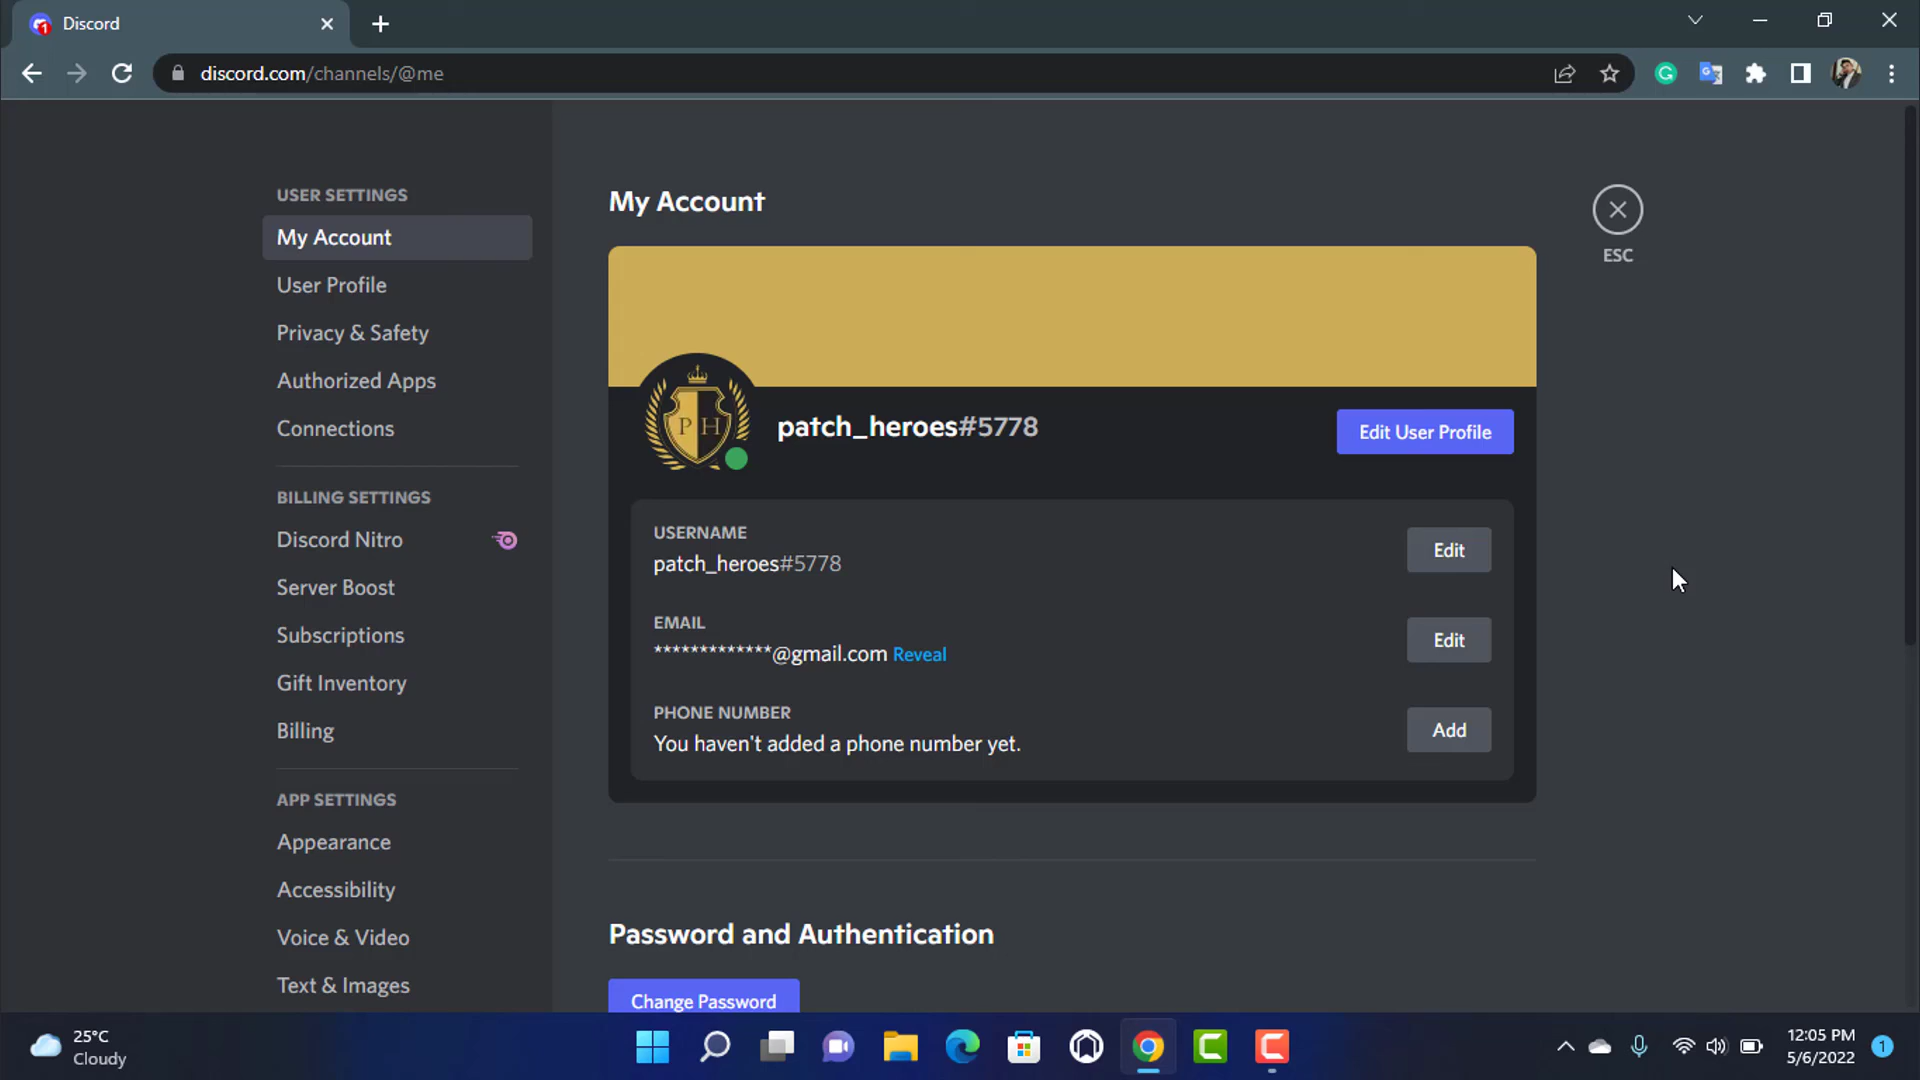 Discord
discord.com/channels/@me
USER SETTINGS
My Account
User Profile
Privacy & Safety
Authorized Apps
Connections
BILLING SETTINGS
Discord Nitro
Server Boost
Subscriptions
Gift Inventory
Billing
APP SETTINGS
Appearance
Accessibility
Voice & Video
Text & Images
My Account
ESC
P H
patch_heroes#5778
Edit User Profile
USERNAME
patch_heroes#5778
Edit
EMAIL
*************@gmail.com Reveal
Edit
PHONE NUMBER
You haven't added a phone number yet.
Add
Password and Authentication
Change Password
25°C
Cloudy
12:05 PM
5/6/2022
1